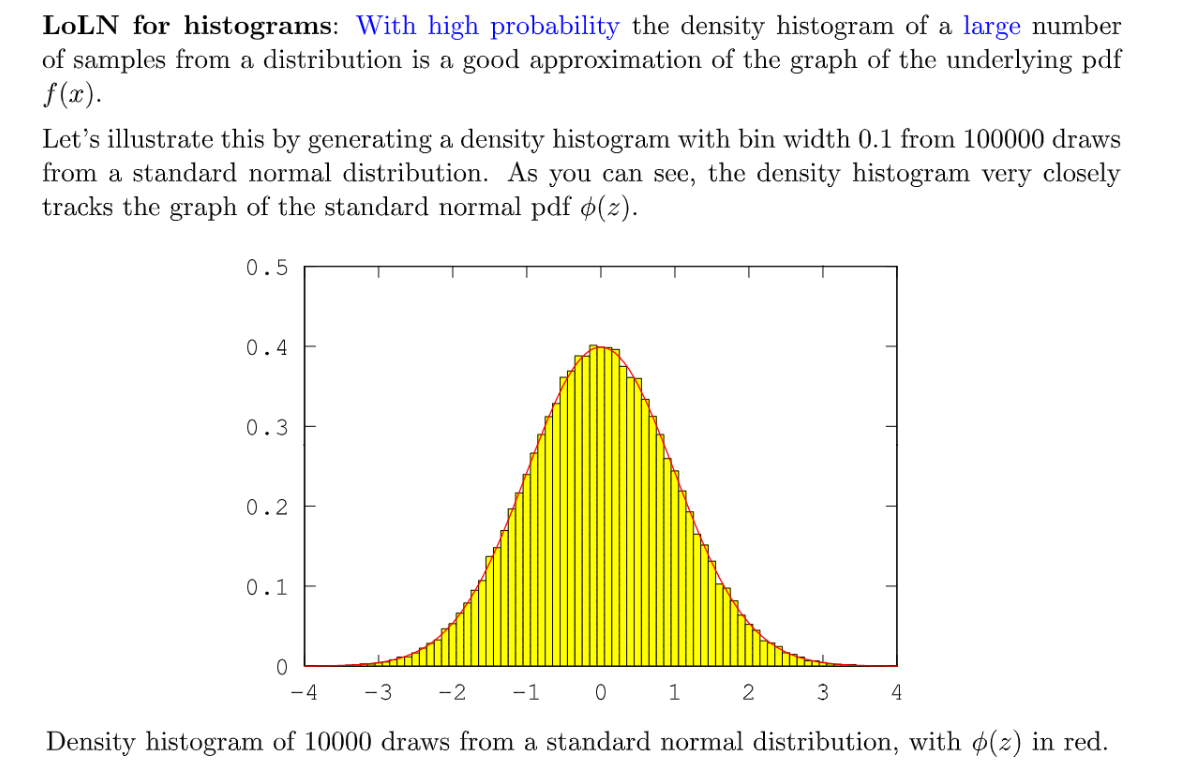 LoLN for histograms: With high probability the density histogram of a large number
of samples from a distribution is a good approximation of the graph of the underlying pdf
f(x).
Let's illustrate this by generating a density histogram with bin width 0.1 from 100000 draws
from a standard normal distribution. As you can see, the density histogram very closely
tracks the graph of the standard normal pdf ϕ(z).
0.5
0.4
0.3
0.2
0.1
0
−4 −3 −2 −1 0 1 2 3 4
Density histogram of 10000 draws from a standard normal distribution, with ϕ(z) in red.